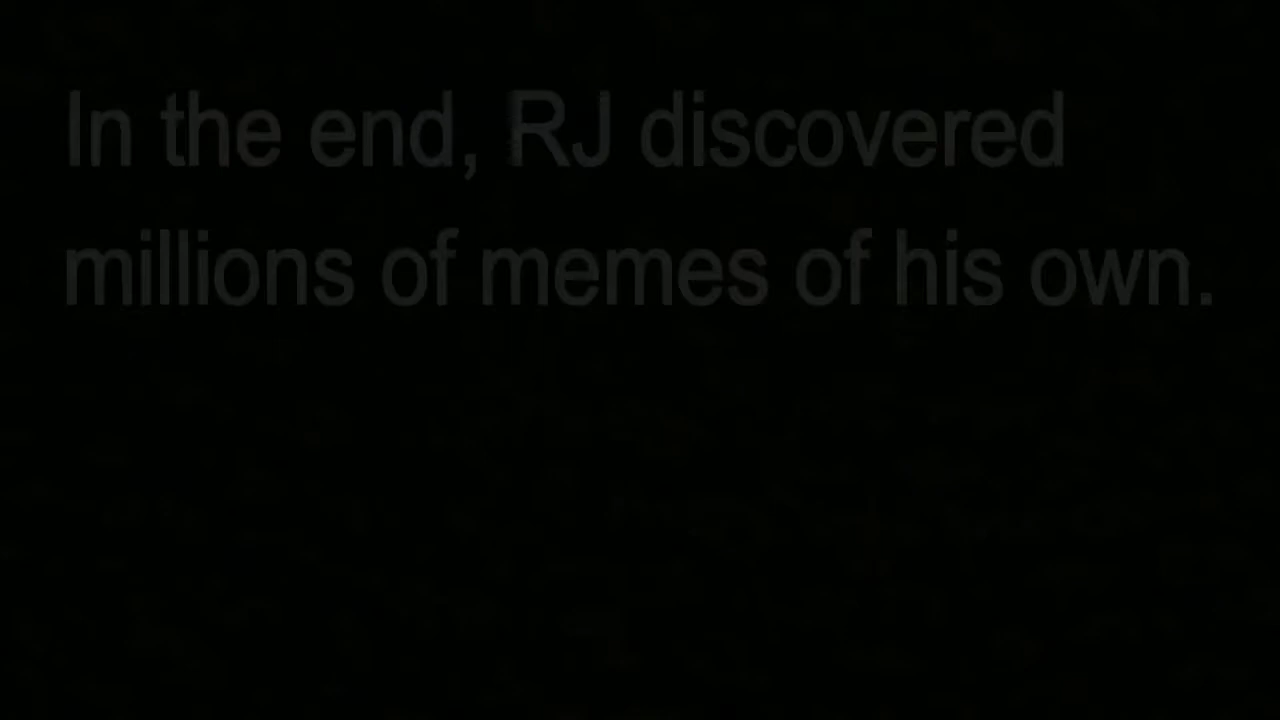 In the end, RJ discovered
millions of memes of his own.